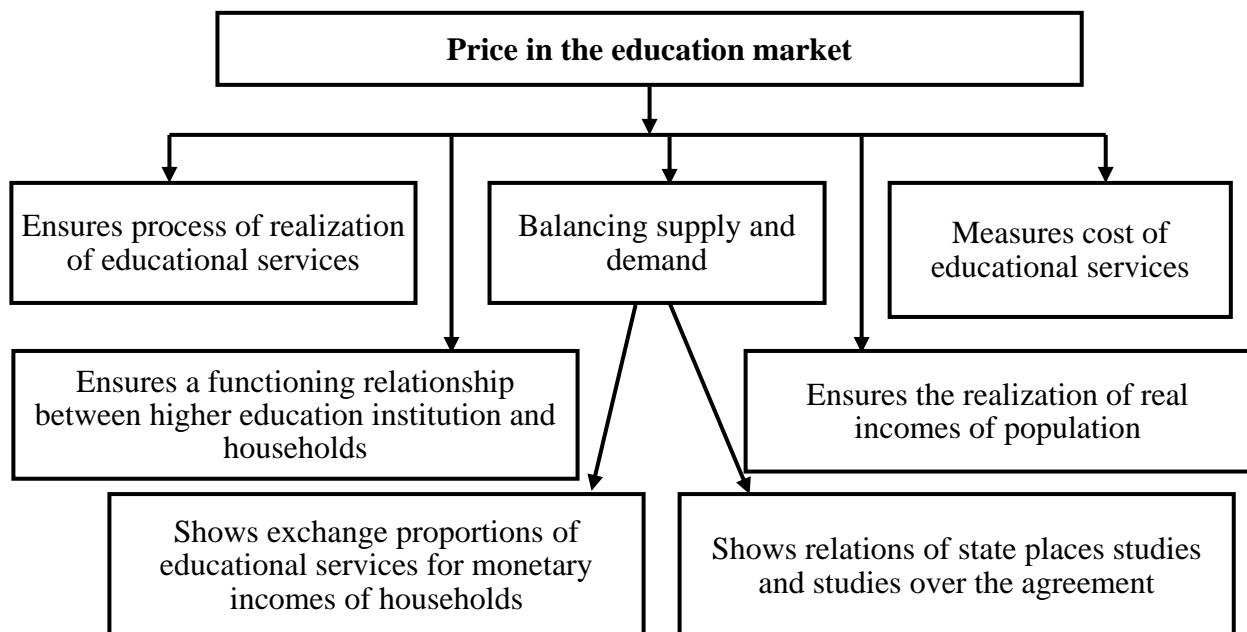 Price in the education market
Ensures process of realization
of educational services
Balancing supply and
demand
Measures cost of
educational services
Ensures a functioning relationship
between higher education institution and
households
Ensures the realization of real
incomes of population
Shows exchange proportions of
educational services for monetary
incomes of households
Shows relations of state places studies
and studies over the agreement